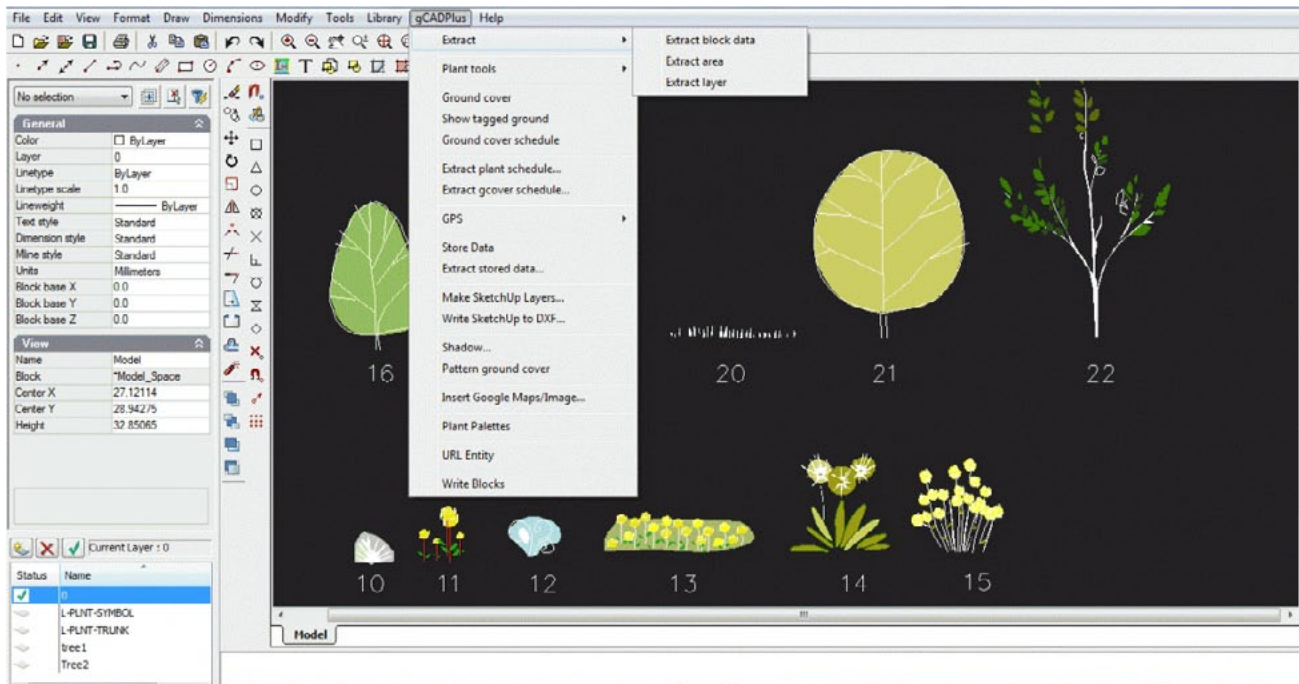 File Edit View Format Draw Dimensions Modify Tools Library gCADPlus Help
Extract
Plant tools
Ground cover
Show tagged ground
Ground cover schedule
Extract plant schedule...
Extract gcover schedule...
GPS
Store Data
Extract stored data...
Make SketchUp Layers...
Write SketchUp to DXF...
Shadow...
Pattern ground cover
Insert Google Maps/Image...
Plant Palettes
URL Entity
Write Blocks
Extract block data
Extract area
Extract layer
No selection
General
Color ByLayer
Layer 0
Linetype ByLayer
Linetype scale 1.0
Lineweight ByLayer
Text style Standard
Dimension style Standard
Mline style Standard
Units Millimeters
Block base X 0.0
Block base Y 0.0
Block base Z 0.0
View
Name Model
Block *Model_Space
Center X 27.12114
Center Y 28.94275
Height 32.85065
Current Layer : 0
Status Name
0
L-PLNT-SYMBOL
L-PLNT-TRUNK
tree1
Tree2
16 20 21 22
10 11 12 13 14 15
Model